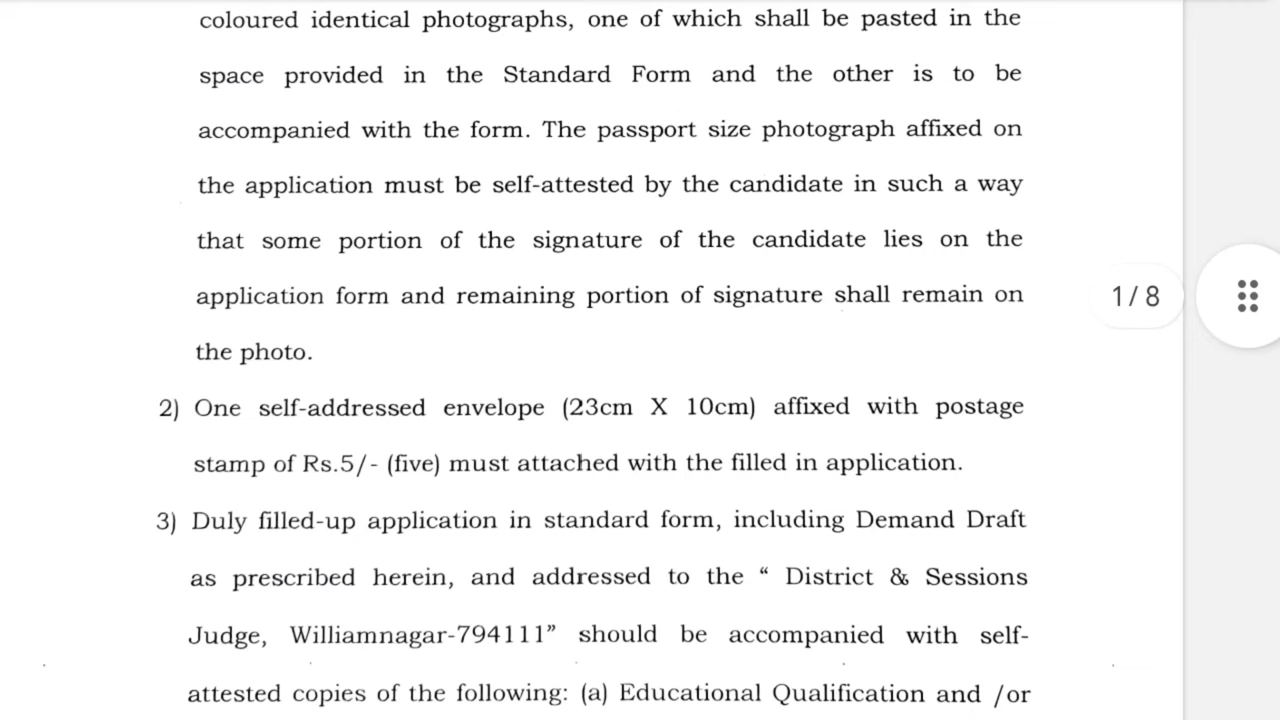 coloured identical photographs, one of which shall be pasted in the
space provided in the Standard Form and the other is to be
accompanied with the form. The passport size photograph affixed on
the application must be self-attested by the candidate in such a way
that some portion of the signature of the candidate lies on the
application form and remaining portion of signature shall remain on
the photo.
1 / 8
2) One self-addressed envelope (23cm X 10cm) affixed with postage
stamp of Rs.5/- (five) must attached with the filled in application.
3) Duly filled-up application in standard form, including Demand Draft
as prescribed herein, and addressed to the “ District & Sessions
Judge, Williamnagar-794111” should be accompanied with self-
attested copies of the following: (a) Educational Qualification and /or